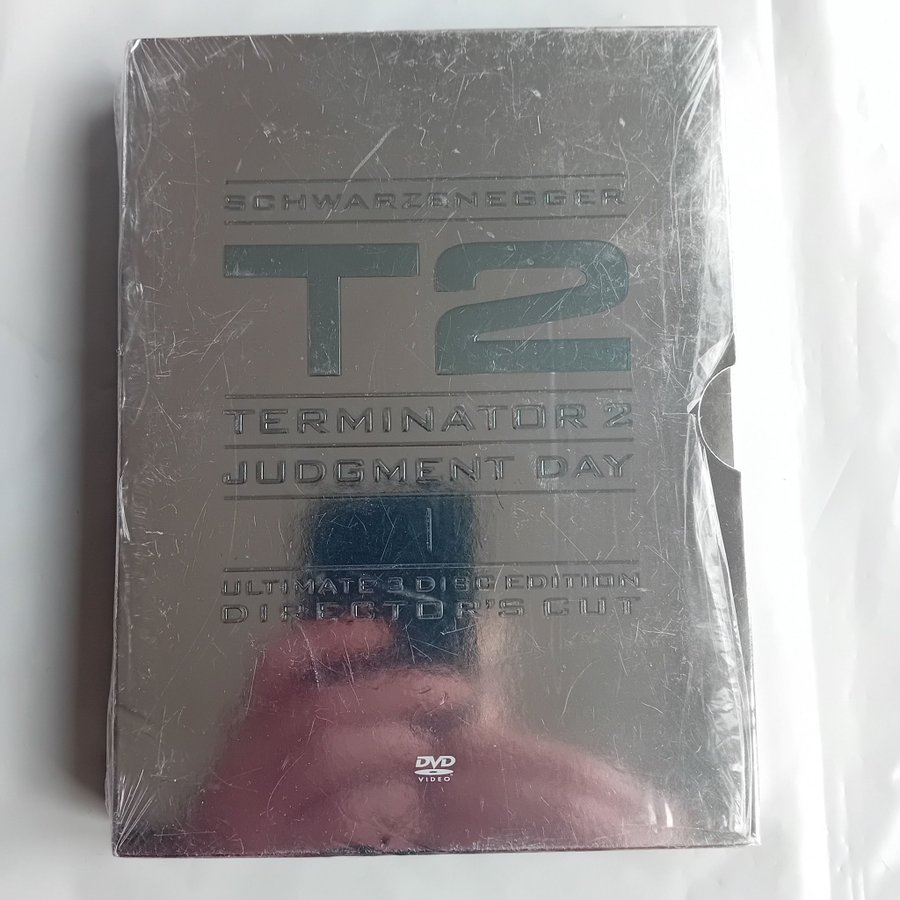 SCHWARZENEGGER
T2
TERMINATOR 2
JUDGMENT DAY
ULTIMATE 3 DISC EDITION
DIRECTOR'S CUT
DVD
VIDEO